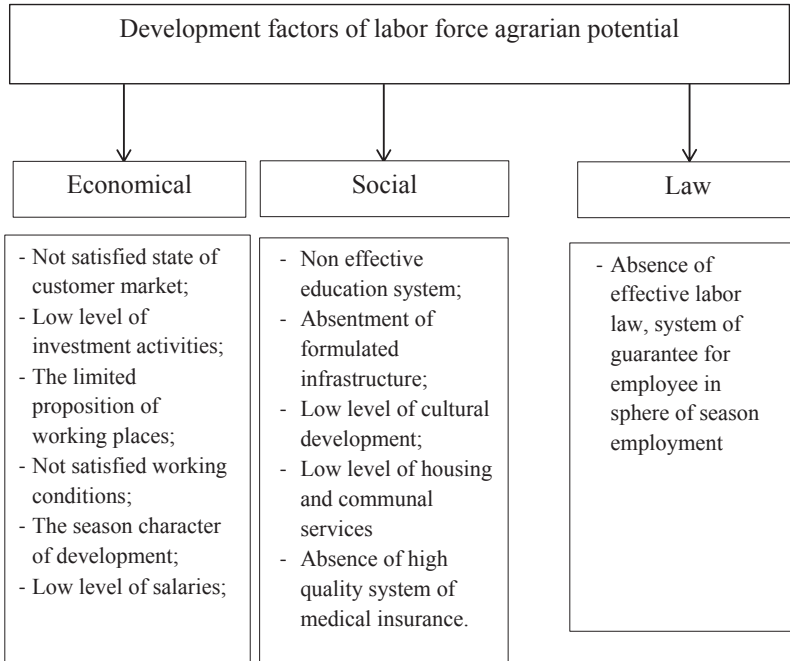 Development factors of labor force agrarian potential
Economical
- Not satisfied state of
customer market;
- Low level of
investment activities;
- The limited
proposition of
working places;
- Not satisfied working
conditions;
- The season character
of development;
- Low level of salaries;
Social
- Non effective
education system;
- Absentment of
formulated
infrastructure;
- Low level of cultural
development;
- Low level of housing
and communal
services
- Absence of high
quality system of
medical insurance.
Law
- Absence of
effective labor
law, system of
guarantee for
employee in
sphere of season
employment